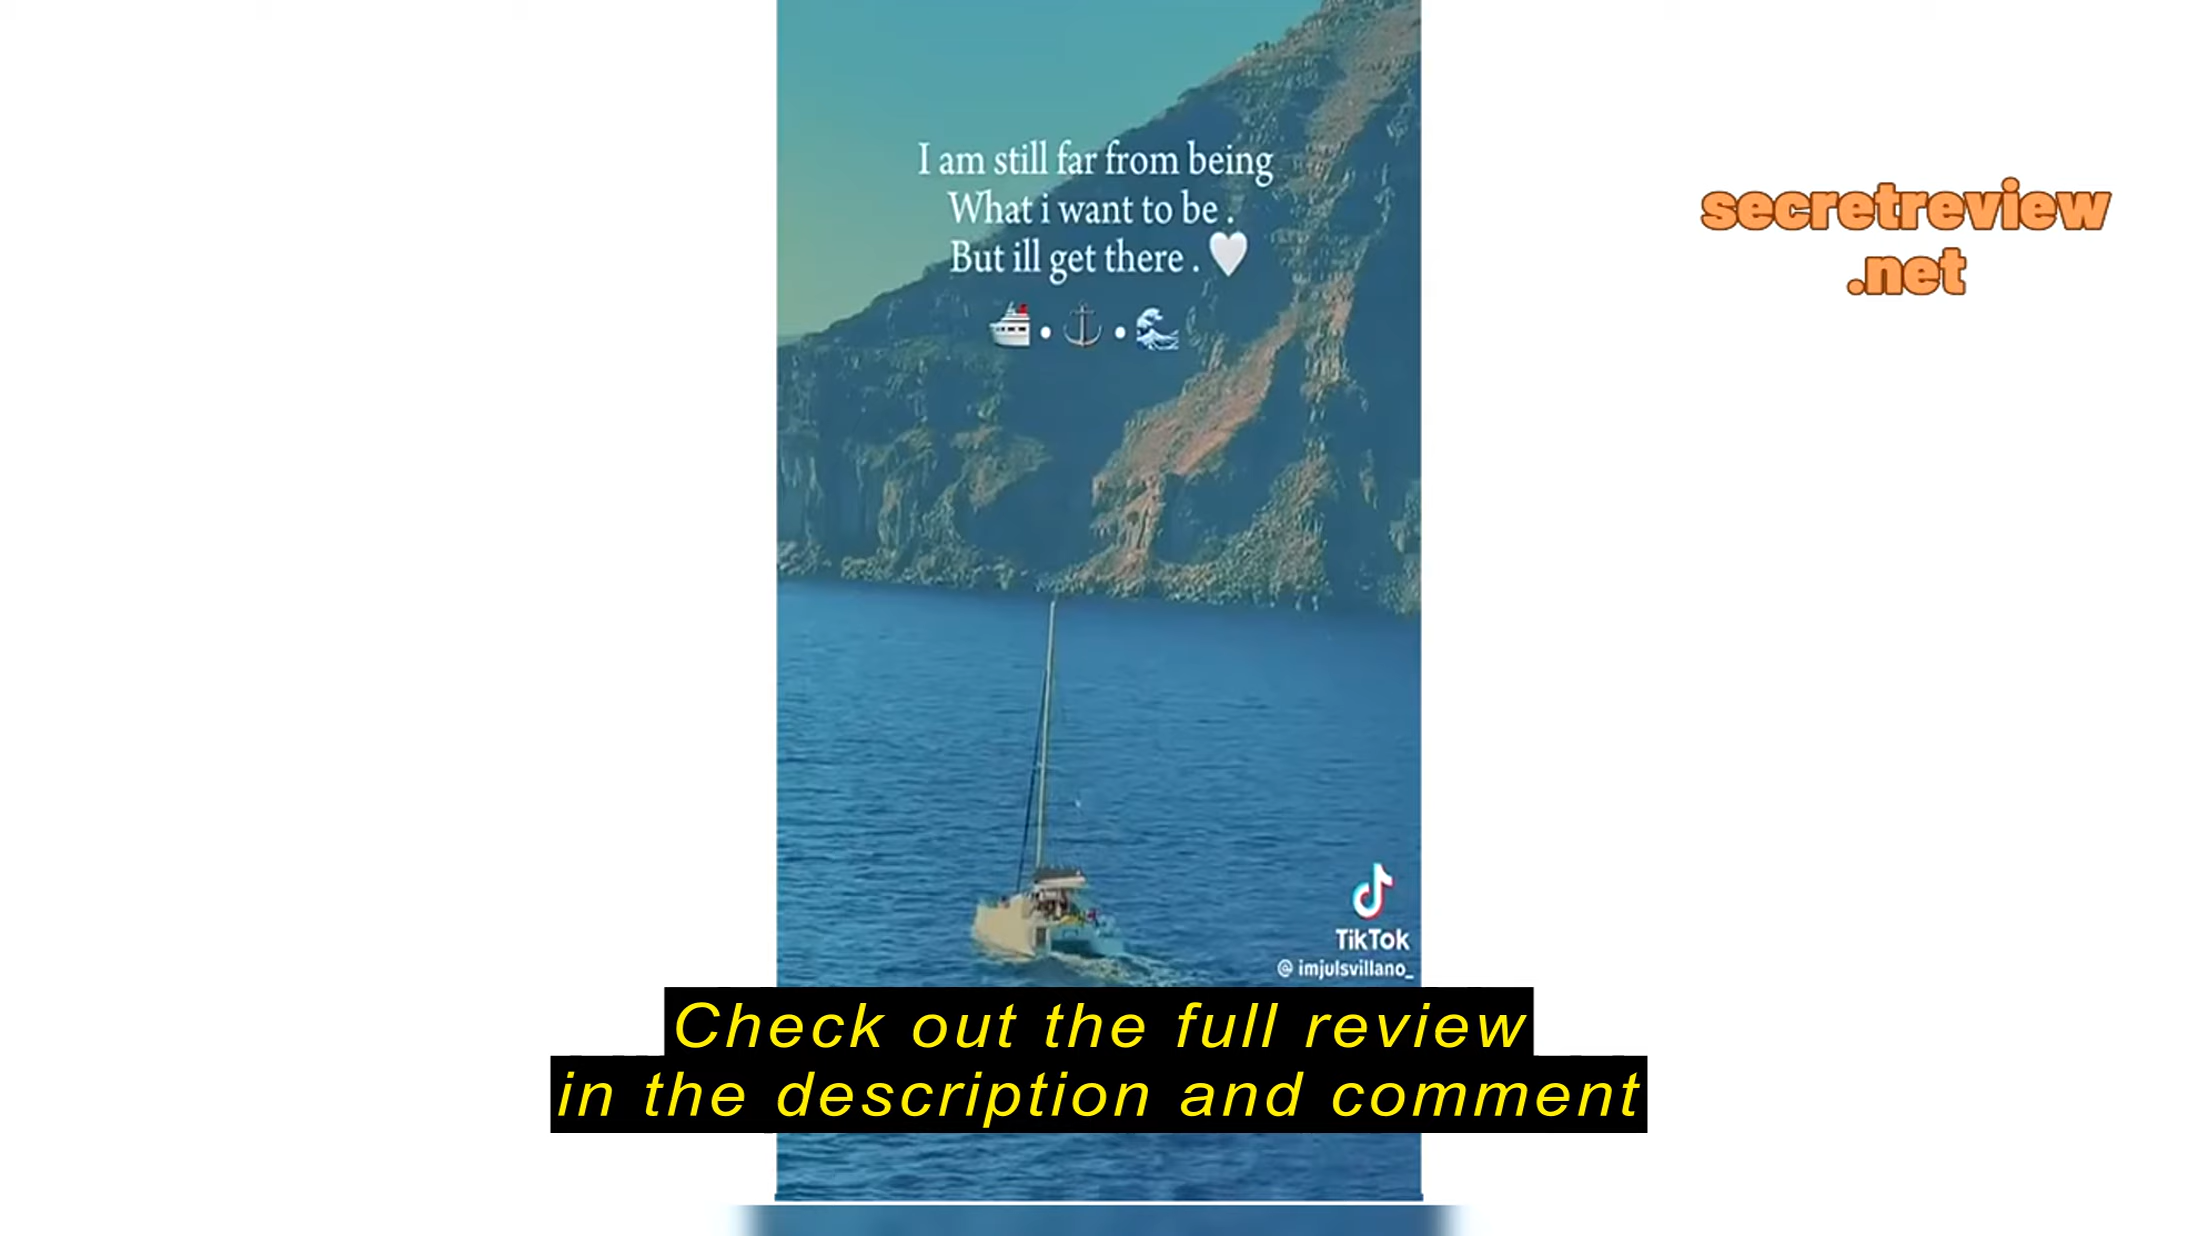 I am still far from being
What i want to be .
But ill get there . 🤍
🛳 • ⚓ • 🌊
secretreview
.net
TikTok
@ imjulsvillano_
Check out the full review
in the description and comment